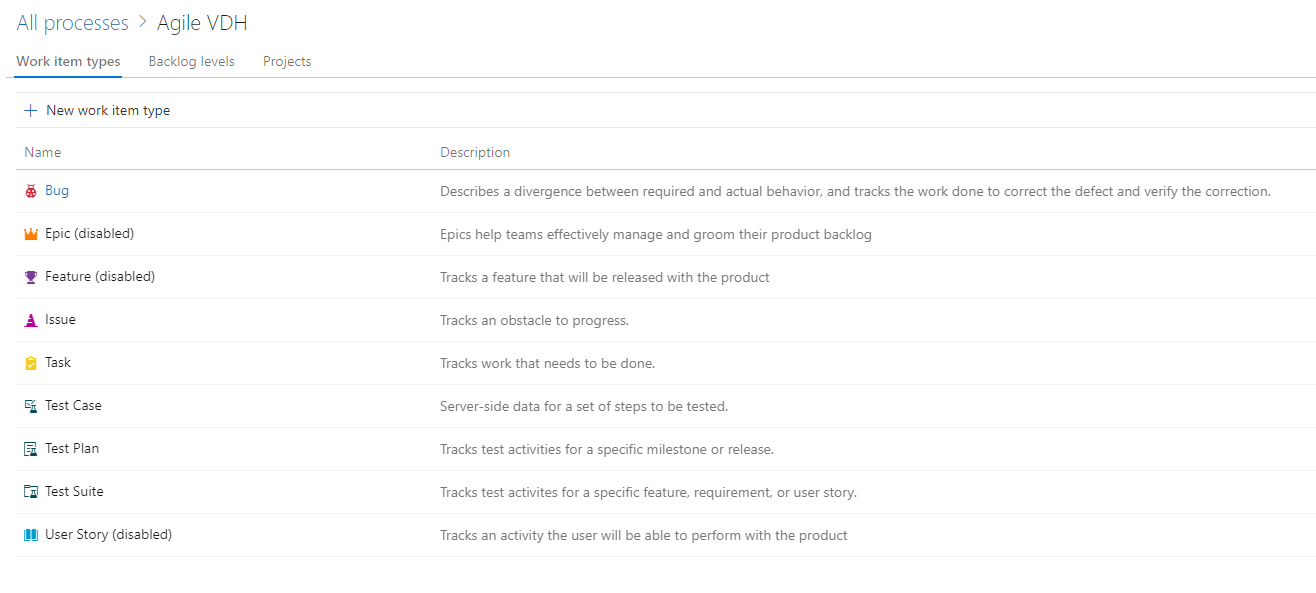 All processes > Agile VDH
Work item types Backlog levels Projects
+ New work item type
Name Description
Bug Describes a divergence between required and actual behavior, and tracks the work done to correct the defect and verify the correction.
Epic (disabled) Epics help teams effectively manage and groom their product backlog
Feature (disabled) Tracks a feature that will be released with the product
Issue Tracks an obstacle to progress.
Task Tracks work that needs to be done.
Test Case Server-side data for a set of steps to be tested.
Test Plan Tracks test activities for a specific milestone or release.
Test Suite Tracks test activites for a specific feature, requirement, or user story.
User Story (disabled) Tracks an activity the user will be able to perform with the product